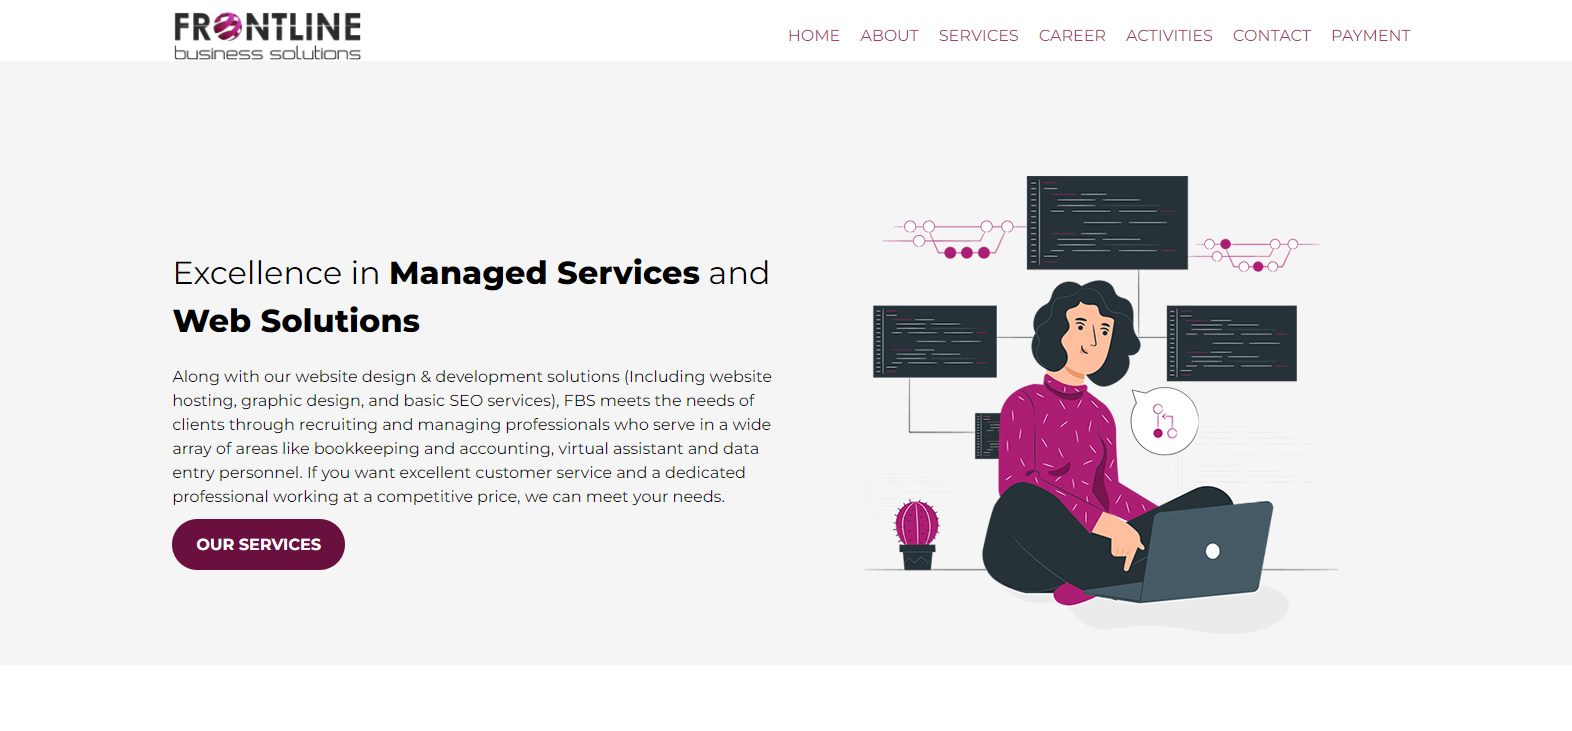 FRONTLINE
business solutions
HOME ABOUT SERVICES CAREER ACTIVITIES CONTACT PAYMENT
Excellence in Managed Services and
Web Solutions
Along with our website design & development solutions (Including website
hosting, graphic design, and basic SEO services), FBS meets the needs of
clients through recruiting and managing professionals who serve in a wide
array of areas like bookkeeping and accounting, virtual assistant and data
entry personnel. If you want excellent customer service and a dedicated
professional working at a competitive price, we can meet your needs.
OUR SERVICES